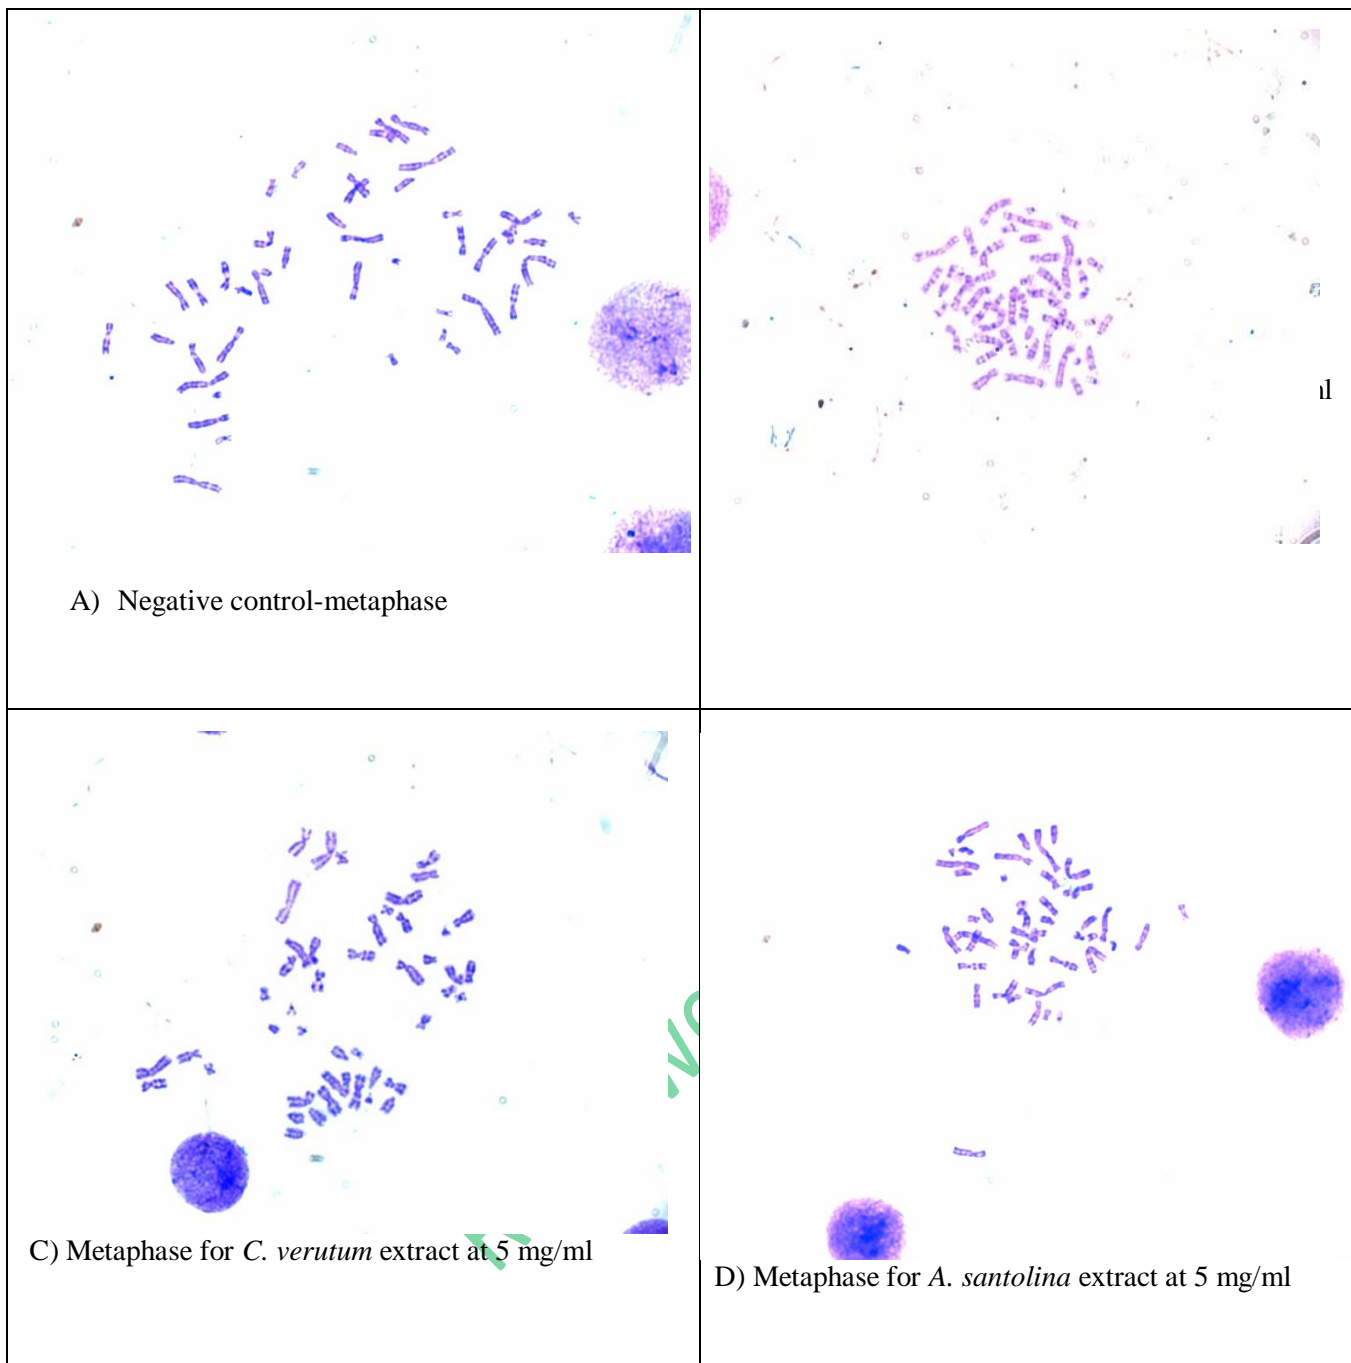 A) Negative control-metaphase
C) Metaphase for C. verutum extract at 5 mg/ml
D) Metaphase for A. santolina extract at 5 mg/ml